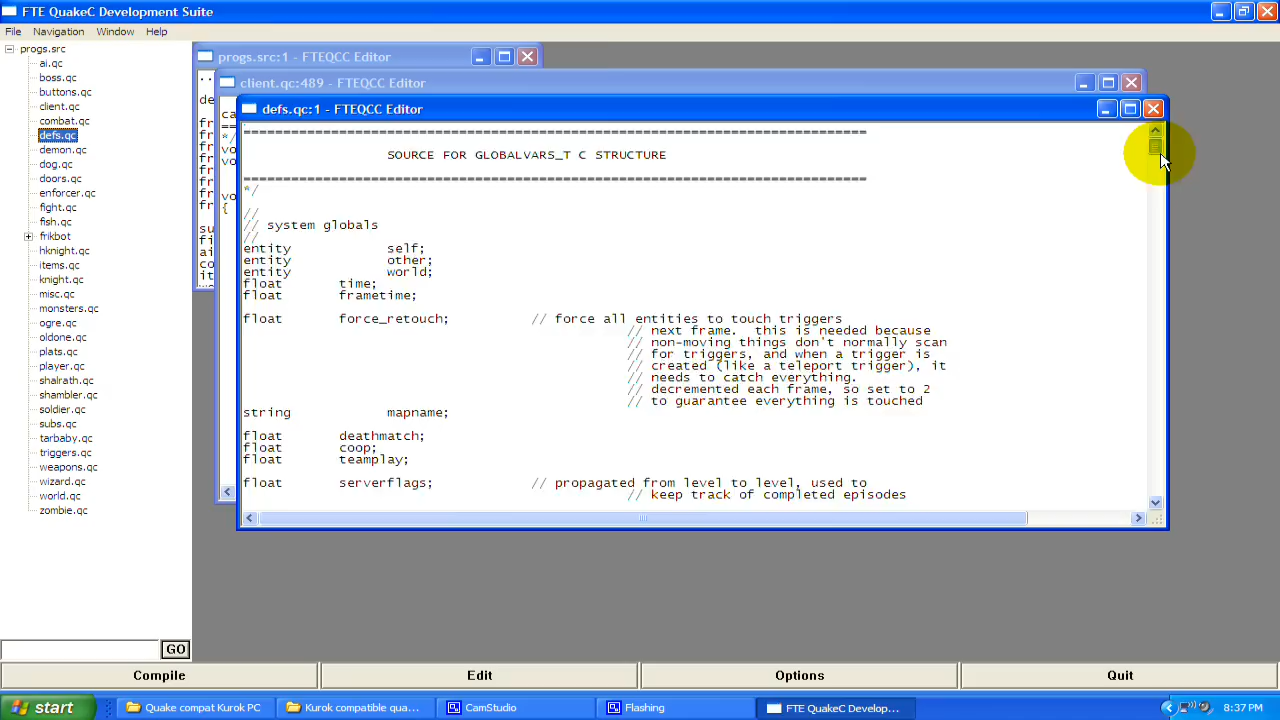 FTE QuakeC Development Suite
File Navigation Window Help
progs.src
ai.qc
boss.qc
buttons.qc
client.qc
combat.qc
defs.qc
demon.qc
dog.qc
doors.qc
enforcer.qc
fight.qc
fish.qc
frikbot
hknight.qc
items.qc
knight.qc
misc.qc
monsters.qc
ogre.qc
oldone.qc
plats.qc
player.qc
shalrath.qc
shambler.qc
soldier.qc
subs.qc
tarbaby.qc
triggers.qc
weapons.qc
wizard.qc
world.qc
zombie.qc
GO
progs.src:1 - FTEQCC Editor
client.qc:489 - FTEQCC Editor
defs.qc:1 - FTEQCC Editor
==============================================================================
SOURCE FOR GLOBALVARS_T C STRUCTURE
==============================================================================
*/
//
// system globals
//
entity self;
entity other;
entity world;
float time;
float frametime;
float force_retouch; // force all entities to touch triggers
// next frame. this is needed because
// non-moving things don't normally scan
// for triggers, and when a trigger is
// created (like a teleport trigger), it
// needs to catch everything.
// decremented each frame, so set to 2
// to guarantee everything is touched
string mapname;
float deathmatch;
float coop;
float teamplay;
float serverflags; // propagated from level to level, used to
// keep track of completed episodes
Compile Edit Options Quit
start Quake compat Kurok PC Kurok compatible qua... CamStudio Flashing FTE QuakeC Develop... 8:37 PM